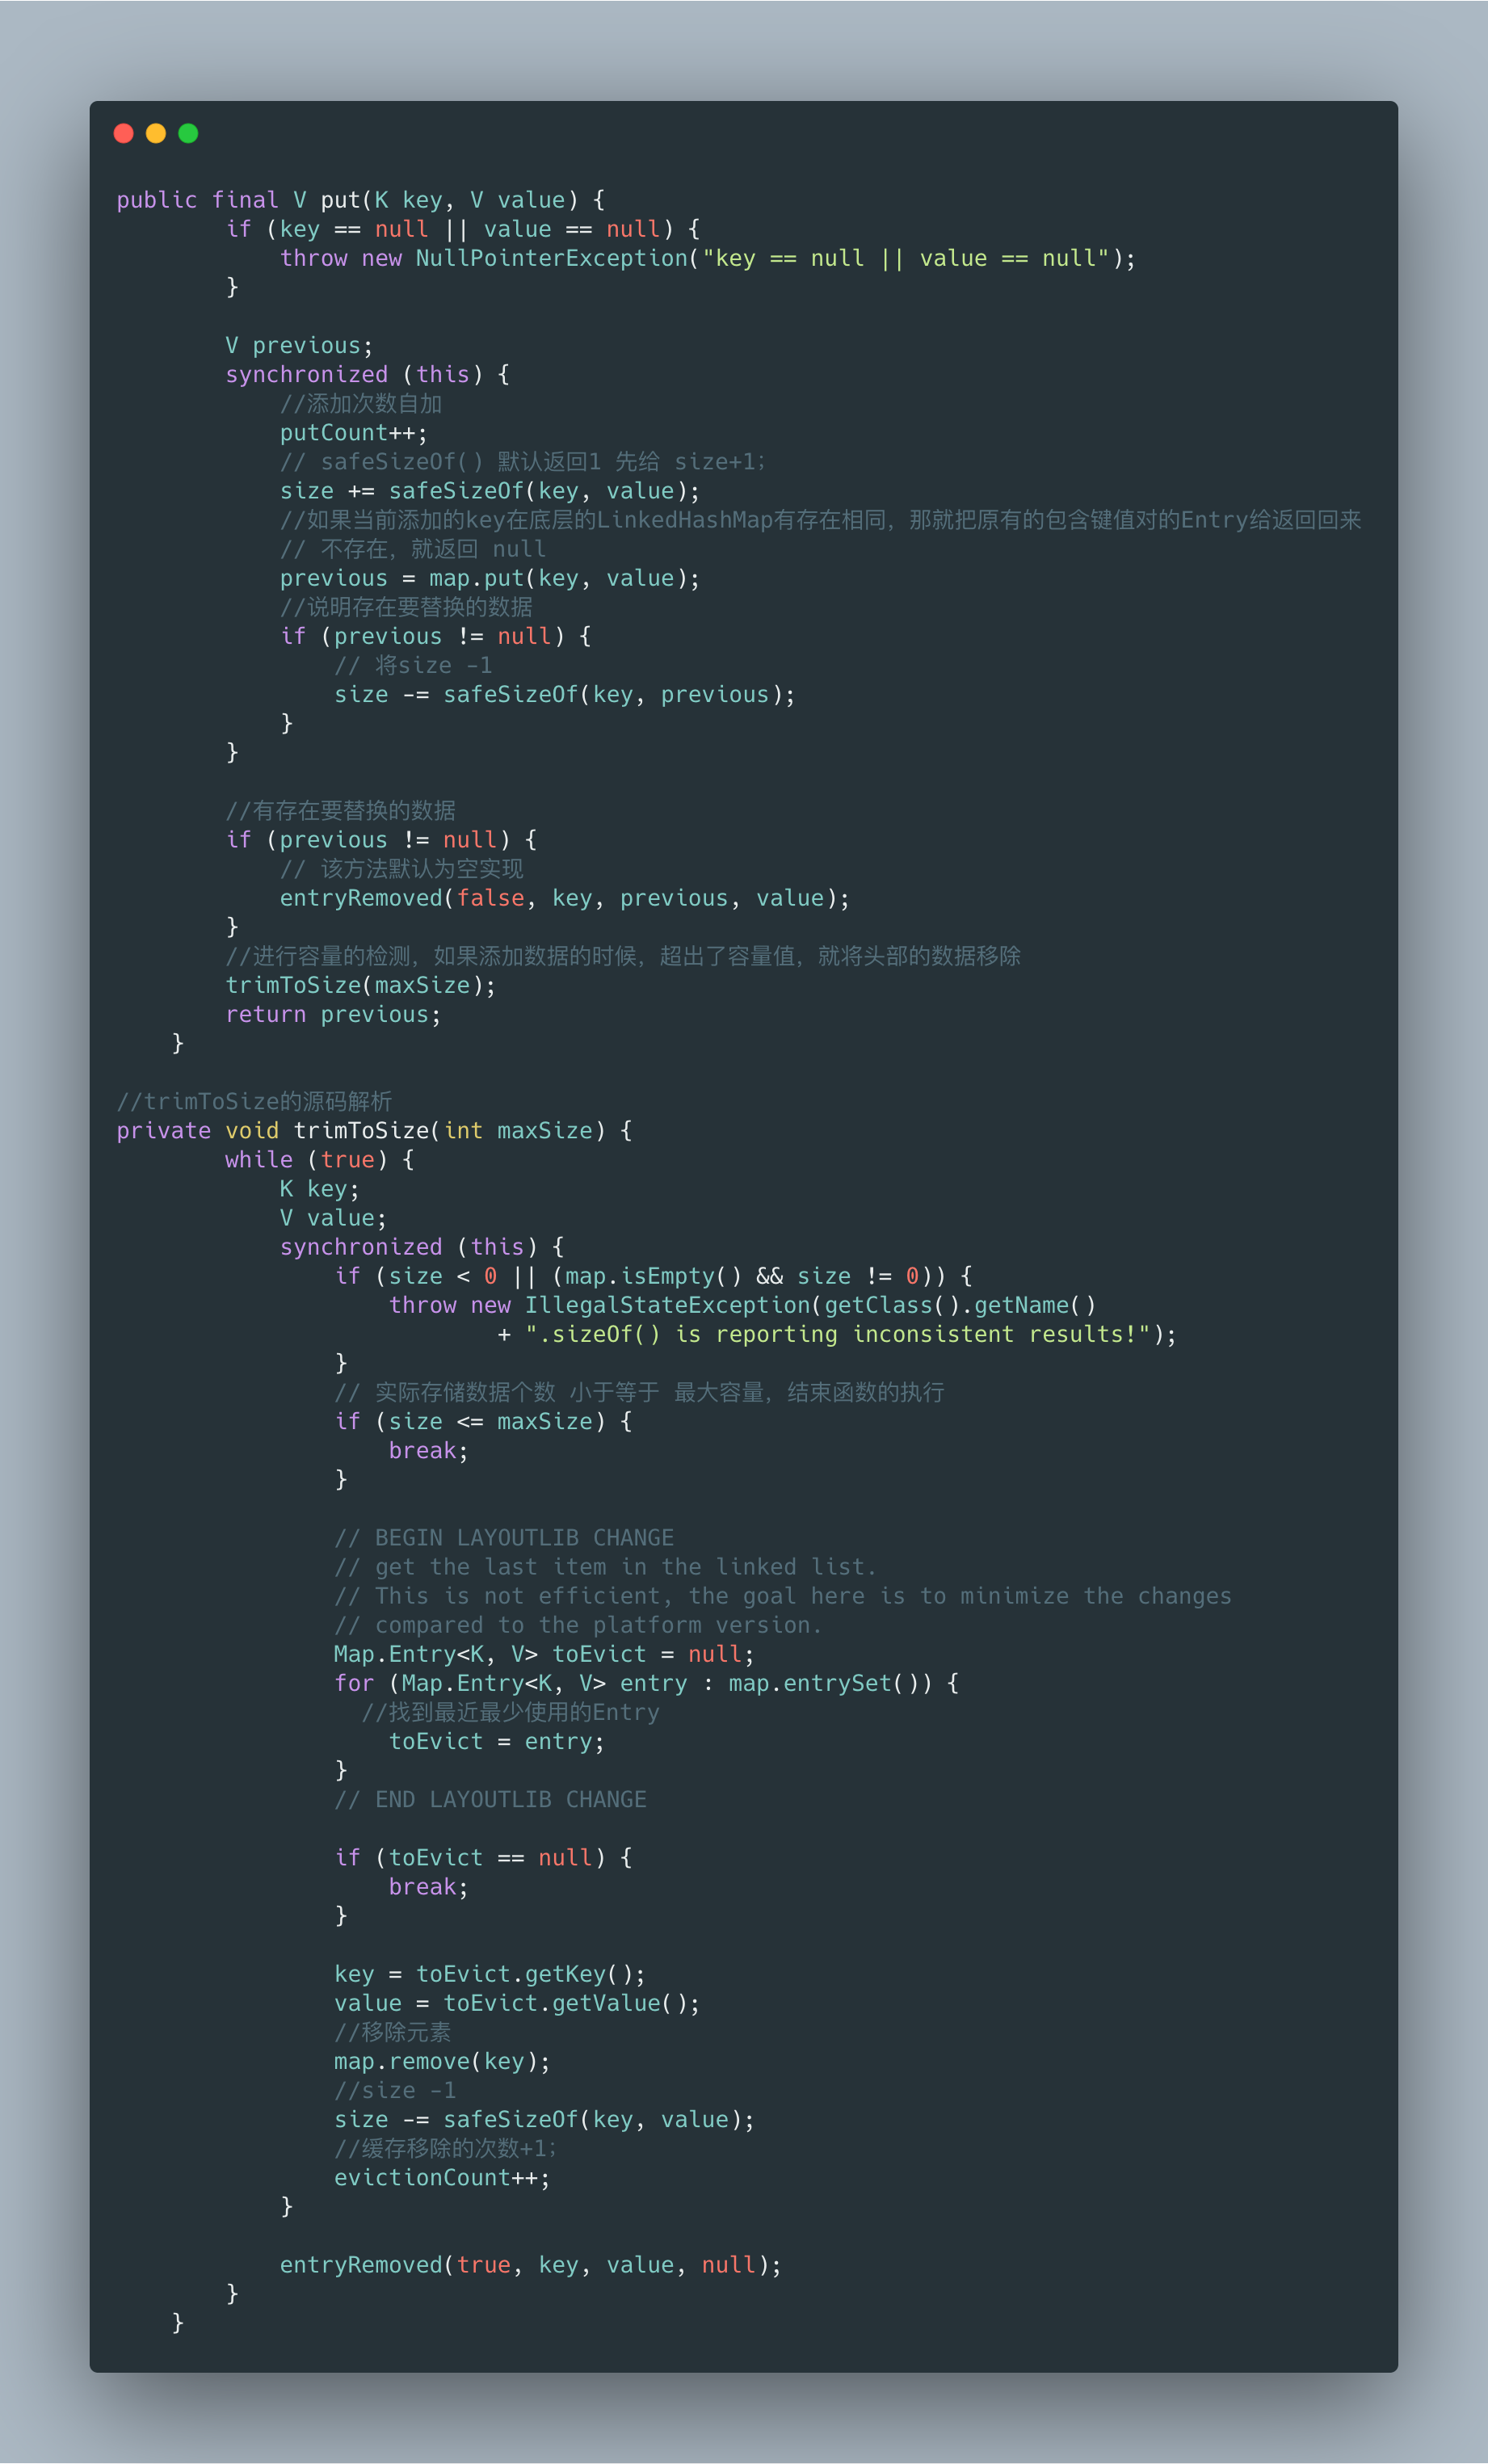 public final V put(K key, V value) {
        if (key == null || value == null) {
            throw new NullPointerException("key == null || value == null");
        }

        V previous;
        synchronized (this) {
            //添加次数自加
            putCount++;
            // safeSizeOf() 默认返回1 先给 size+1;
            size += safeSizeOf(key, value);
            //如果当前添加的key在底层的LinkedHashMap有存在相同，那就把原有的包含键值对的Entry给返回回来
            // 不存在，就返回 null
            previous = map.put(key, value);
            //说明存在要替换的数据
            if (previous != null) {
                // 将size -1
                size -= safeSizeOf(key, previous);
            }
        }

        //有存在要替换的数据
        if (previous != null) {
            // 该方法默认为空实现
            entryRemoved(false, key, previous, value);
        }
        //进行容量的检测，如果添加数据的时候，超出了容量值，就将头部的数据移除
        trimToSize(maxSize);
        return previous;
    }

//trimToSize的源码解析
private void trimToSize(int maxSize) {
        while (true) {
            K key;
            V value;
            synchronized (this) {
                if (size < 0 || (map.isEmpty() && size != 0)) {
                    throw new IllegalStateException(getClass().getName()
                            + ".sizeOf() is reporting inconsistent results!");
                }
                // 实际存储数据个数 小于等于 最大容量，结束函数的执行
                if (size <= maxSize) {
                    break;
                }

                // BEGIN LAYOUTLIB CHANGE
                // get the last item in the linked list.
                // This is not efficient, the goal here is to minimize the changes
                // compared to the platform version.
                Map.Entry<K, V> toEvict = null;
                for (Map.Entry<K, V> entry : map.entrySet()) {
                  //找到最近最少使用的Entry
                    toEvict = entry;
                }
                // END LAYOUTLIB CHANGE

                if (toEvict == null) {
                    break;
                }

                key = toEvict.getKey();
                value = toEvict.getValue();
                //移除元素
                map.remove(key);
                //size -1
                size -= safeSizeOf(key, value);
                //缓存移除的次数+1;
                evictionCount++;
            }

            entryRemoved(true, key, value, null);
        }
    }